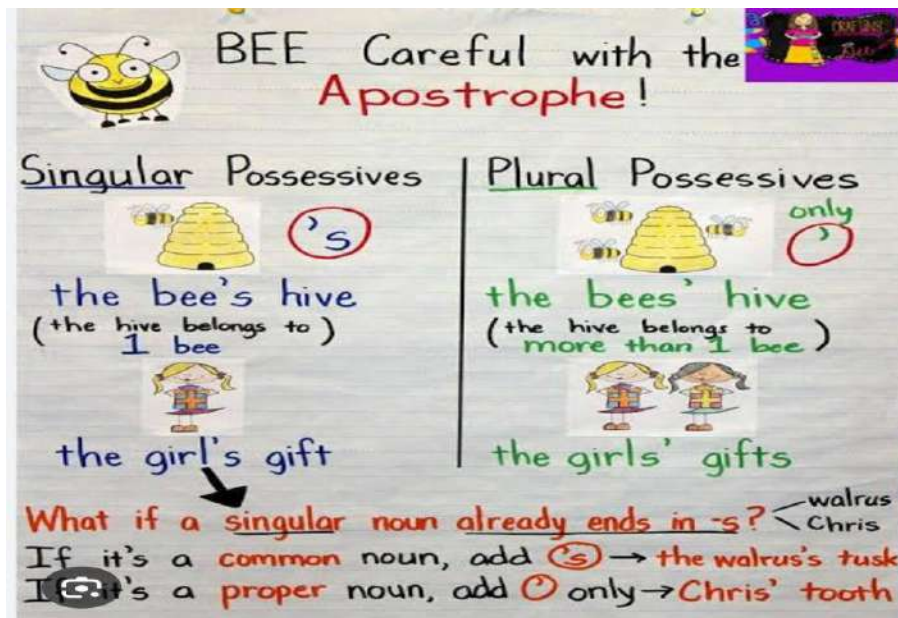 BEE Careful with the
Apostrophe!
Singular Possessives
's
the bee's hive
(the hive belongs to)
1 bee
the girl's gift
Plural Possessives
only
'
the bees' hive
(the hive belongs to
more than 1 bee)
the girls' gifts
What if a singular noun already ends in -s?
walrus
Chris
If it's a common noun, add 's → the walrus's tusk
it's a proper noun, add ' only → Chris' tooth